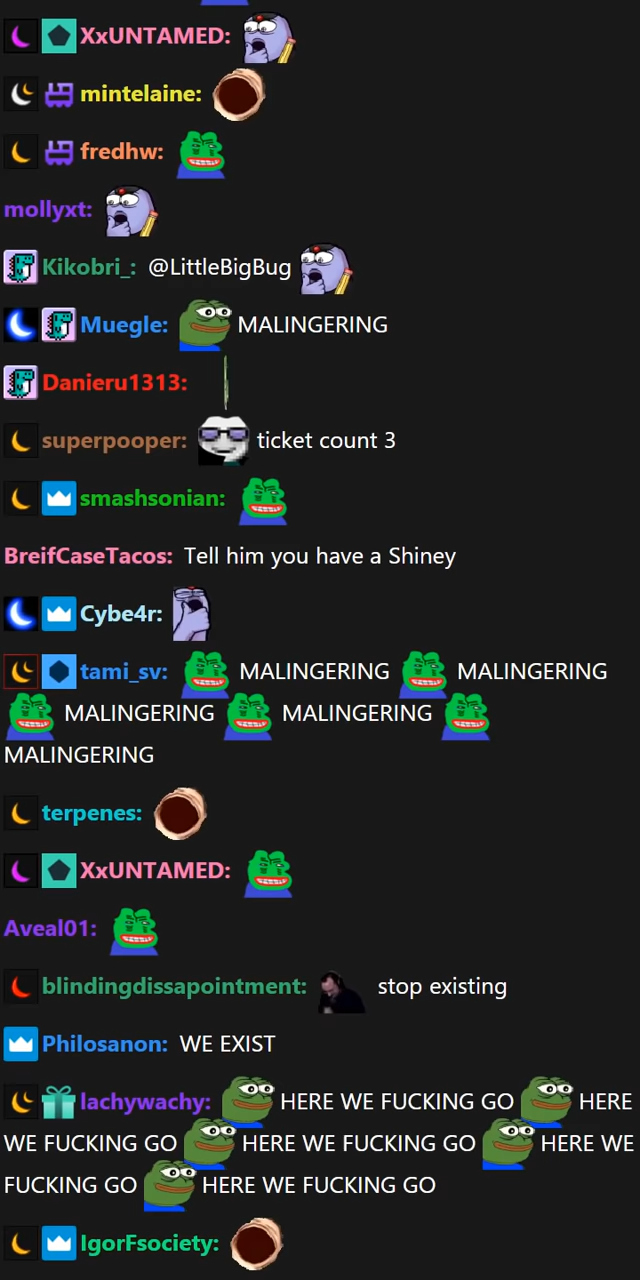 XxUNTAMED:
mintelaine:
fredhw:
mollyxt:
Kikobri_: @LittleBigBug
Muegle: MALINGERING
Danieru1313:
superpooper: ticket count 3
smashsonian:
BreifCaseTacos: Tell him you have a Shiney
Cybe4r:
tami_sv: MALINGERING MALINGERING
MALINGERING MALINGERING
MALINGERING
terpenes:
XxUNTAMED:
Aveal01:
blindingdissapointment: stop existing
Philosanon: WE EXIST
lachywachy: HERE WE FUCKING GO HERE
WE FUCKING GO HERE WE FUCKING GO HERE WE
FUCKING GO HERE WE FUCKING GO
IgorFsociety: